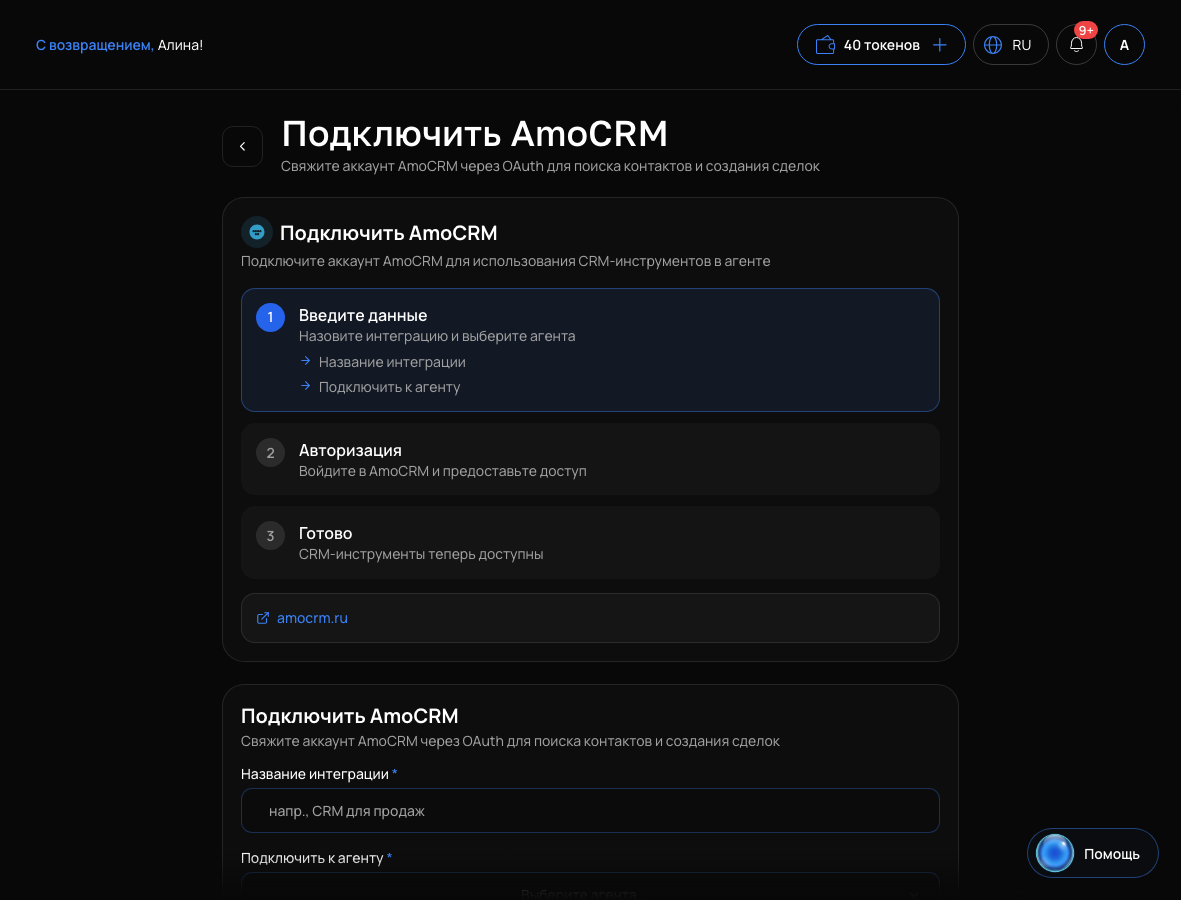 С возвращением, Алина!
40 токенов
RU
9+
A
Подключить AmoCRM
Свяжите аккаунт AmoCRM через OAuth для поиска контактов и создания сделок
Подключить AmoCRM
Подключите аккаунт AmoCRM для использования CRM-инструментов в агенте
1
Введите данные
Назовите интеграцию и выберите агента
Название интеграции
Подключить к агенту
2
Авторизация
Войдите в AmoCRM и предоставьте доступ
3
Готово
CRM-инструменты теперь доступны
amocrm.ru
Подключить AmoCRM
Свяжите аккаунт AmoCRM через OAuth для поиска контактов и создания сделок
Название интеграции *
напр., CRM для продаж
Подключить к агенту *
Выберите агента
Помощь